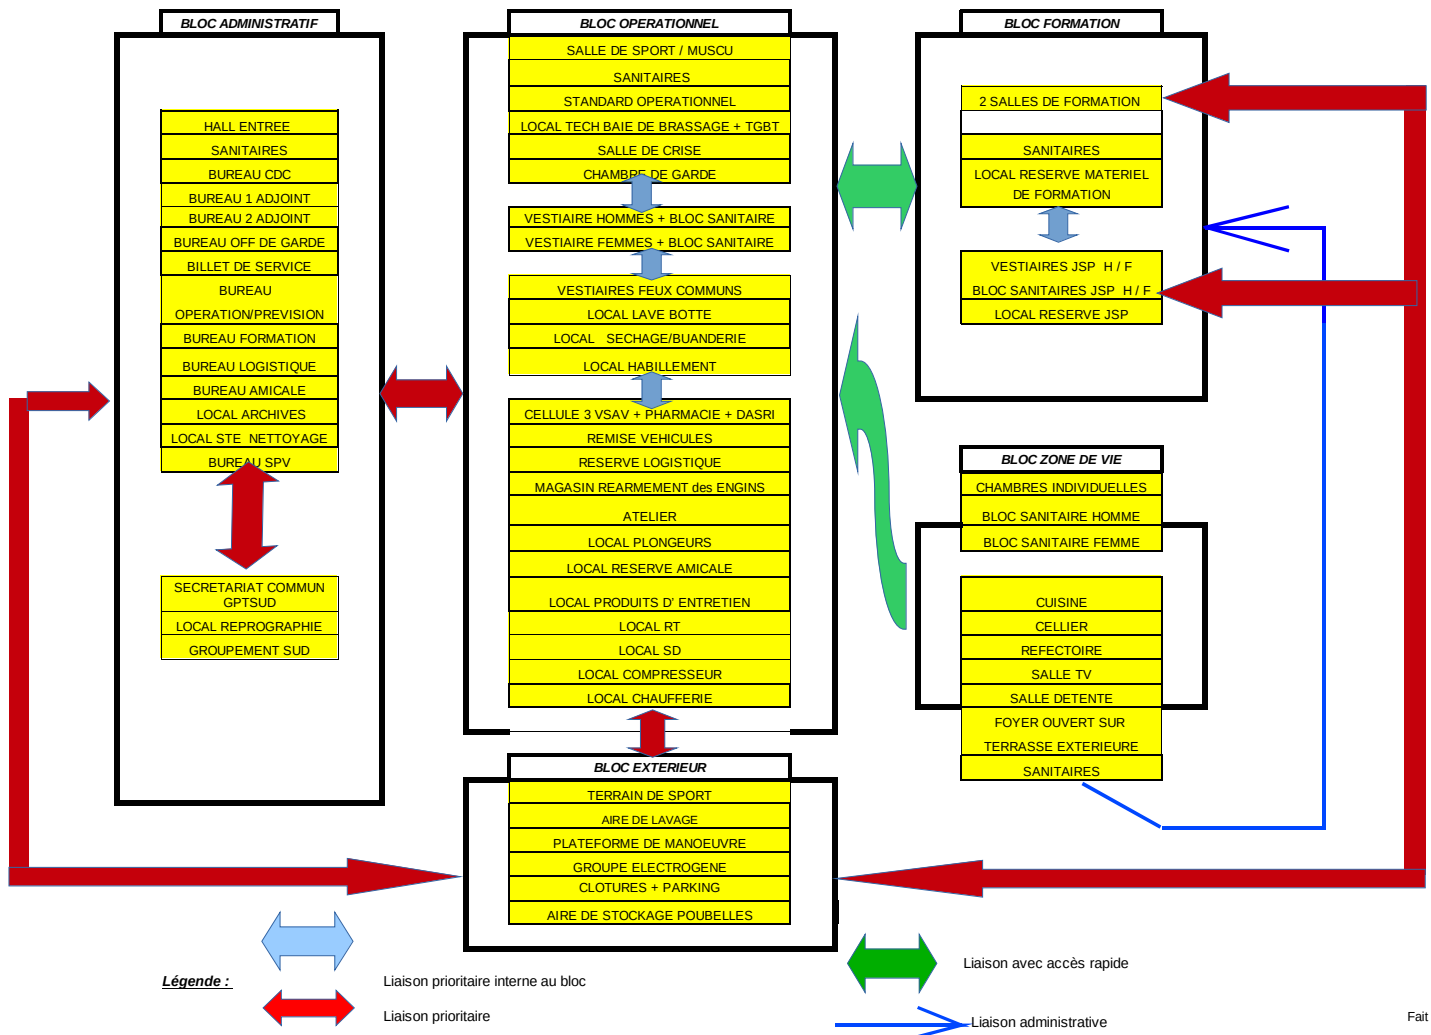 BLOC ADMINISTRATIF
HALL ENTREE
SANITAIRES
BUREAU CDC
BUREAU 1 ADJOINT
BUREAU 2 ADJOINT
BUREAU OFF DE GARDE
BILLET DE SERVICE
BUREAU
OPERATION/PREVISION
BUREAU FORMATION
BUREAU LOGISTIQUE
BUREAU AMICALE
LOCAL ARCHIVES
LOCAL STE NETTOYAGE
BUREAU SPV
SECRETARIAT COMMUN
GPTSUD
LOCAL REPROGRAPHIE
GROUPEMENT SUD
BLOC OPERATIONNEL
SALLE DE SPORT / MUSCU
SANITAIRES
STANDARD OPERATIONNEL
LOCAL TECH BAIE DE BRASSAGE + TGBT
SALLE DE CRISE
CHAMBRE DE GARDE
VESTIAIRE HOMMES + BLOC SANITAIRE
VESTIAIRE FEMMES + BLOC SANITAIRE
VESTIAIRES FEUX COMMUNS
LOCAL LAVE BOTTE
LOCAL SECHAGE/BUANDERIE
LOCAL HABILLEMENT
CELLULE 3 VSAV + PHARMACIE + DASRI
REMISE VEHICULES
RESERVE LOGISTIQUE
MAGASIN REARMEMENT des ENGINS
ATELIER
LOCAL PLONGEURS
LOCAL RESERVE AMICALE
LOCAL PRODUITS D' ENTRETIEN
LOCAL RT
LOCAL SD
LOCAL COMPRESSEUR
LOCAL CHAUFFERIE
BLOC EXTERIEUR
TERRAIN DE SPORT
AIRE DE LAVAGE
PLATEFORME DE MANOEUVRE
GROUPE ELECTROGENE
CLOTURES + PARKING
AIRE DE STOCKAGE POUBELLES
BLOC FORMATION
2 SALLES DE FORMATION
SANITAIRES
LOCAL RESERVE MATERIEL
DE FORMATION
VESTIAIRES JSP H / F
BLOC SANITAIRES JSP H / F
LOCAL RESERVE JSP
BLOC ZONE DE VIE
CHAMBRES INDIVIDUELLES
BLOC SANITAIRE HOMME
BLOC SANITAIRE FEMME
CUISINE
CELLIER
REFECTOIRE
SALLE TV
SALLE DETENTE
FOYER OUVERT SUR
TERRASSE EXTERIEURE
SANITAIRES
Légende :
Liaison prioritaire interne au bloc
Liaison prioritaire
Liaison avec accès rapide
Liaison administrative
Fait